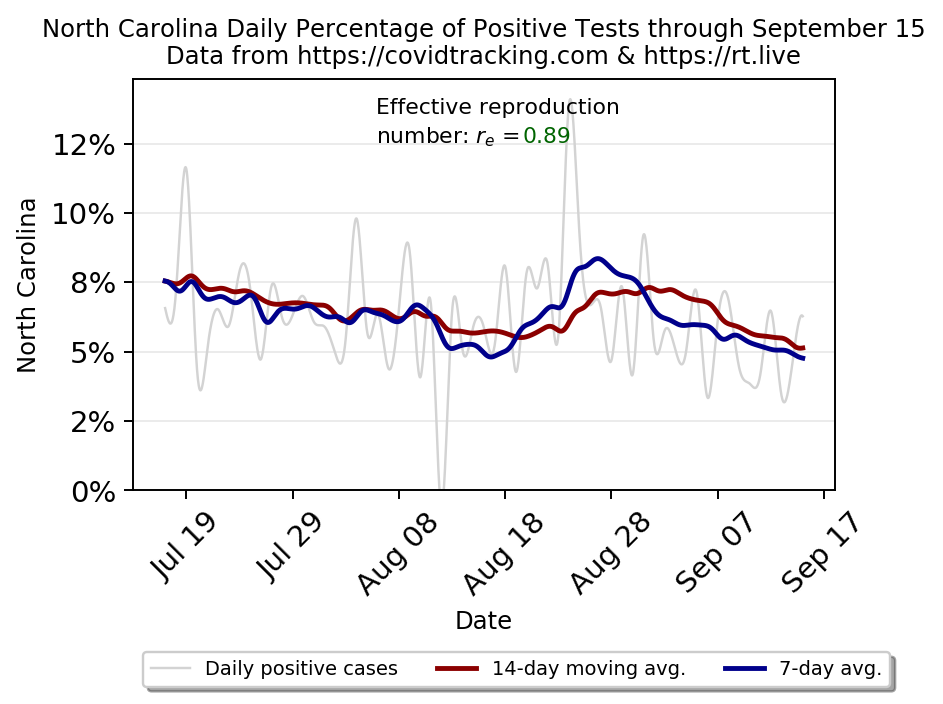 North Carolina Daily Percentage of Positive Tests through September 15
Data from https://covidtracking.com & https://rt.live
Effective reproduction
number: re = 0.89
12%
10%
8%
5%
2%
0%
North Carolina
Jul 19
Jul 29
Aug 08
Aug 18
Aug 28
Sep 07
Sep 17
Date
Daily positive cases
14-day moving avg.
7-day avg.